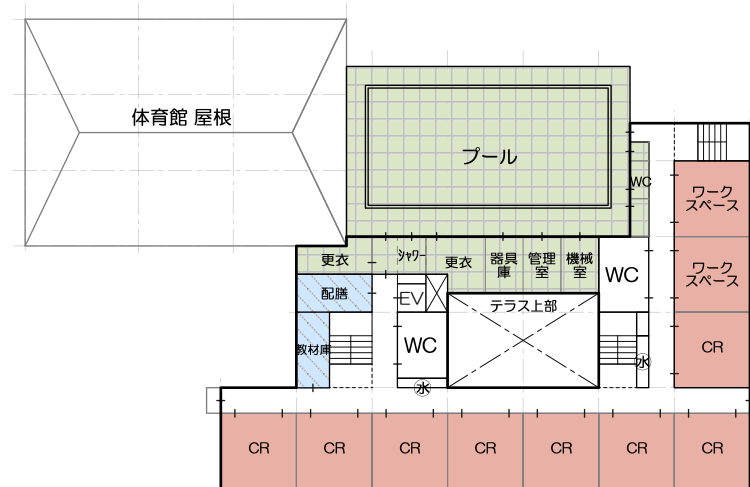 体育館 屋根
プール
WC
ワーク
スペース
更衣
シャワー
更衣
器具
庫
管理
室
機械
室
WC
ワーク
スペース
配膳
EV
テラス上部
教材庫
WC
水
水
CR
CR
CR
CR
CR
CR
CR
CR